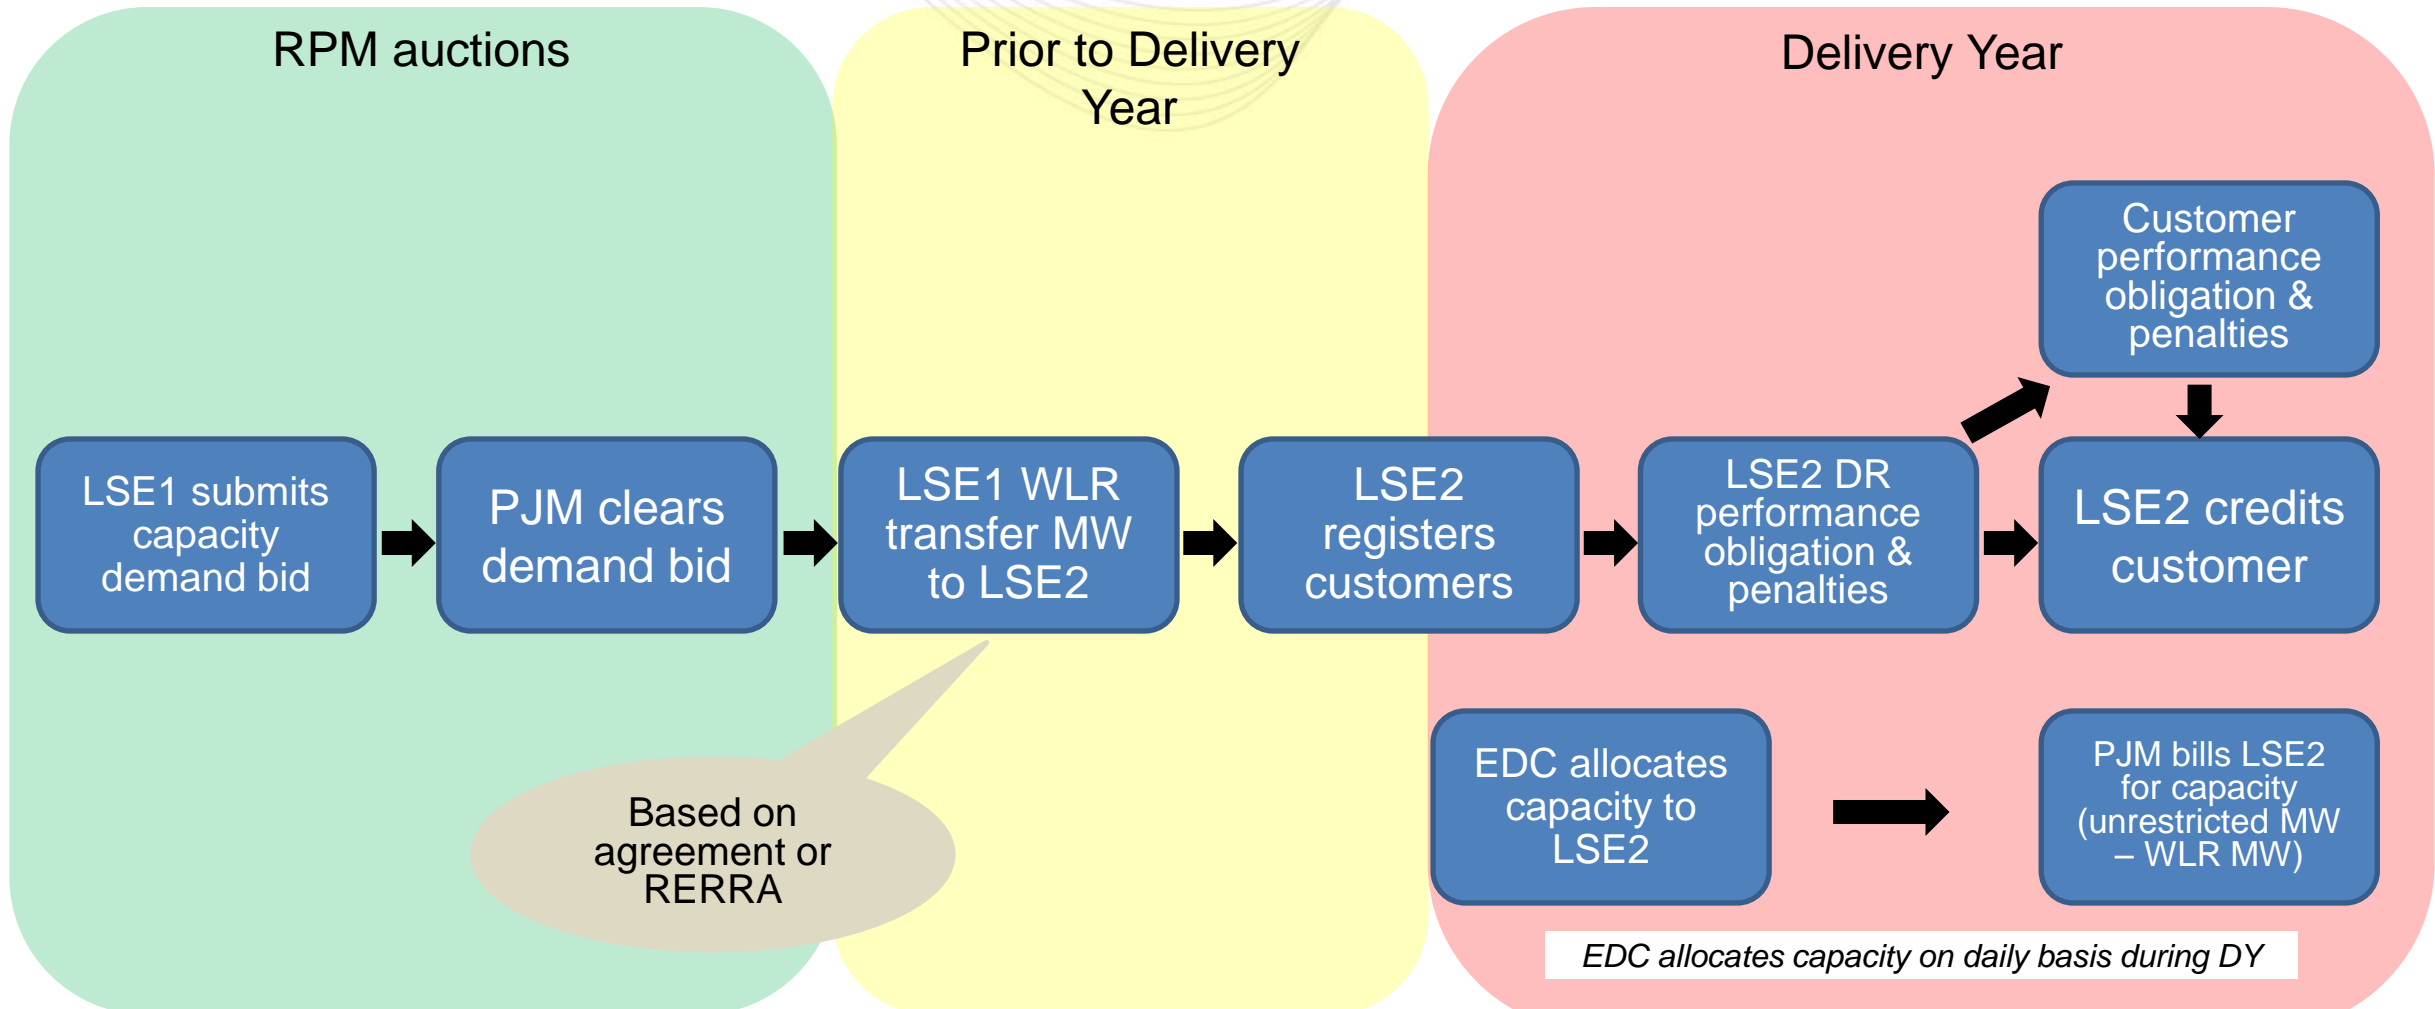 RPM auctions
Prior to Delivery
Year
Delivery Year
LSE1 submits
capacity
demand bid
PJM clears
demand bid
LSE1 WLR
transfer MW
to LSE2
LSE2
registers
customers
LSE2 DR
performance
obligation &
penalties
Customer
performance
obligation &
penalties
LSE2 credits
customer
Based on
agreement or
RERRA
EDC allocates
capacity to
LSE2
PJM bills LSE2
for capacity
(unrestricted MW
– WLR MW)
EDC allocates capacity on daily basis during DY